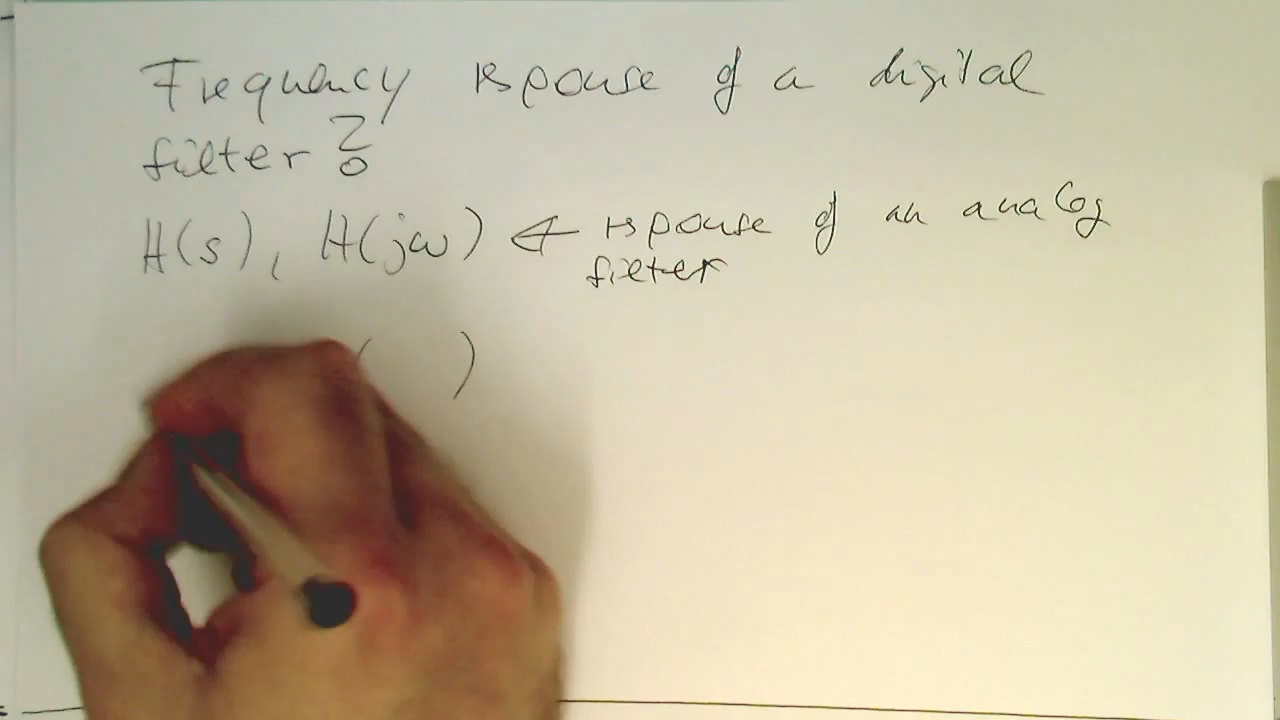 Frequency response of a digital
filter ?
H(s), H(jω) ← response of an analog
filter
( )